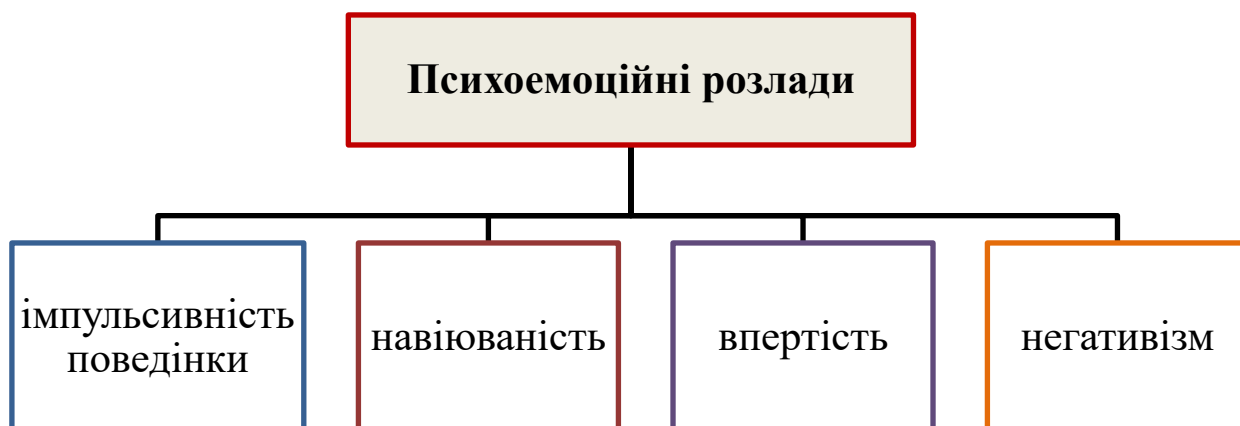 Психоемоційні розлади
імпульсивність
поведінки
навіюваність
впертість
негативізм